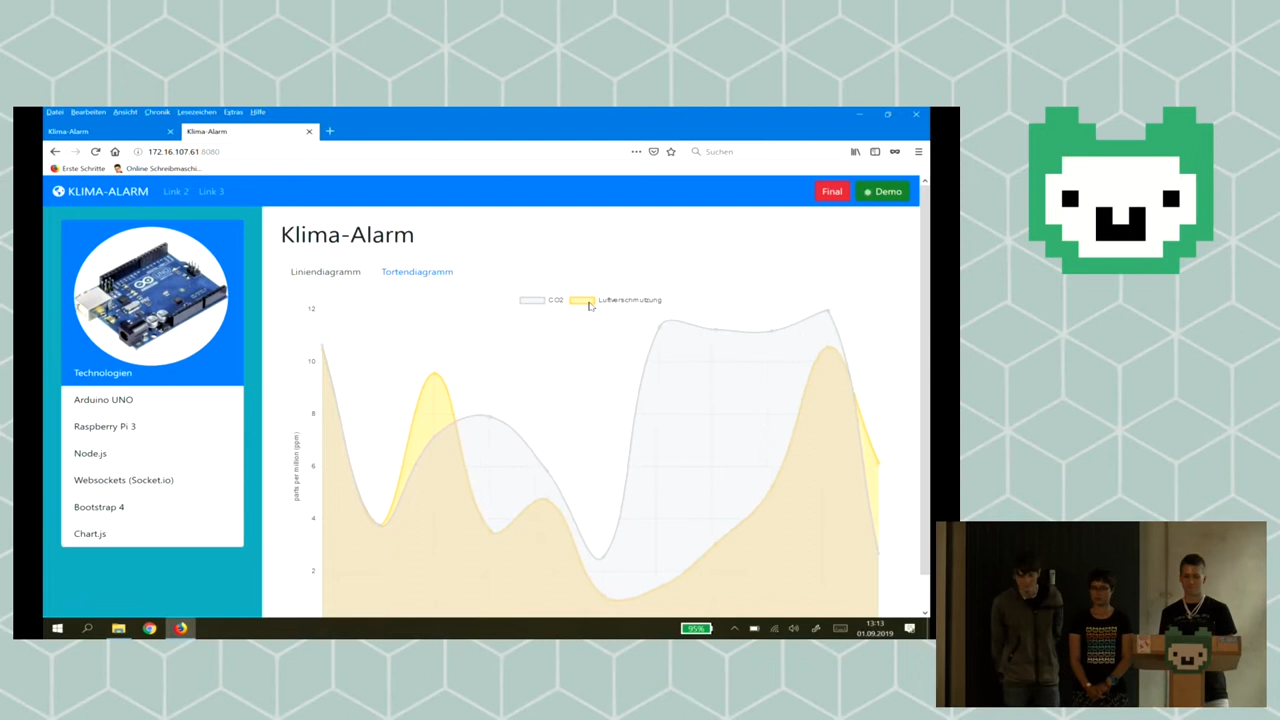 Datei Bearbeiten Ansicht Chronik Lesezeichen Extras Hilfe
Klima-Alarm
Klima-Alarm
172.16.107.61:8080
Suchen
Erste Schritte
Online Schreibmaschi...
KLIMA-ALARM
Link 2
Link 3
Final
Demo
Klima-Alarm
Liniendiagramm
Tortendiagramm
CO2
Luftverschmutzung
12
10
8
6
4
2
parts per million (ppm)
Technologien
Arduino UNO
Raspberry Pi 3
Node.js
Websockets (Socket.io)
Bootstrap 4
Chart.js
95%
13:13
01.09.2019